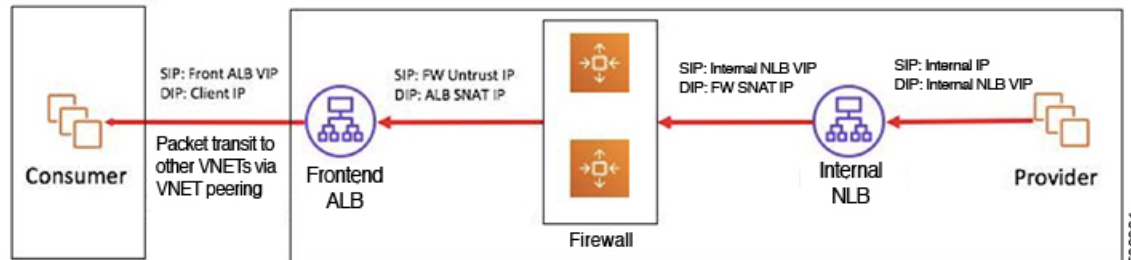 SIP: Front ALB VIP
DIP: Client IP
SIP: FW Untrust IP
DIP: ALB SNAT IP
SIP: Internal NLB VIP
DIP: FW SNAT IP
SIP: Internal IP
DIP: Internal NLB VIP
Consumer
Packet transit to
other VNETs via
VNET peering
Frontend
ALB
Firewall
Internal
NLB
Provider